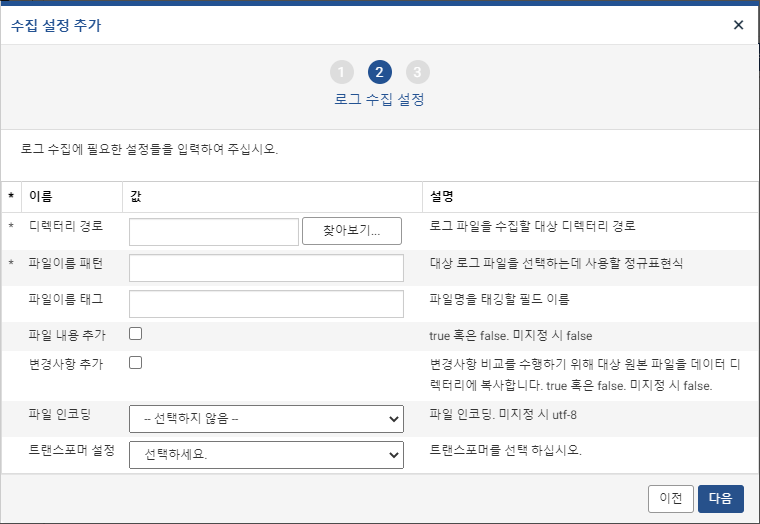 수집 설정 추가 ×
1 2 3
로그 수집 설정
로그 수집에 필요한 설정들을 입력하여 주십시오.
* 이름 값 설명
* 디렉터리 경로 찾아보기... 로그 파일을 수집할 대상 디렉터리 경로
* 파일이름 패턴 대상 로그 파일을 선택하는데 사용할 정규표현식
파일이름 태그 파일명을 태깅할 필드 이름
파일 내용 추가 true 혹은 false. 미지정 시 false
변경사항 추가 변경사항 비교를 수행하기 위해 대상 원본 파일을 데이터 디
렉터리에 복사합니다. true 혹은 false. 미지정 시 false.
파일 인코딩 -- 선택하지 않음 -- 파일 인코딩. 미지정 시 utf-8
트랜스포머 설정 선택하세요. 트랜스포머를 선택 하십시오.
이전 다음